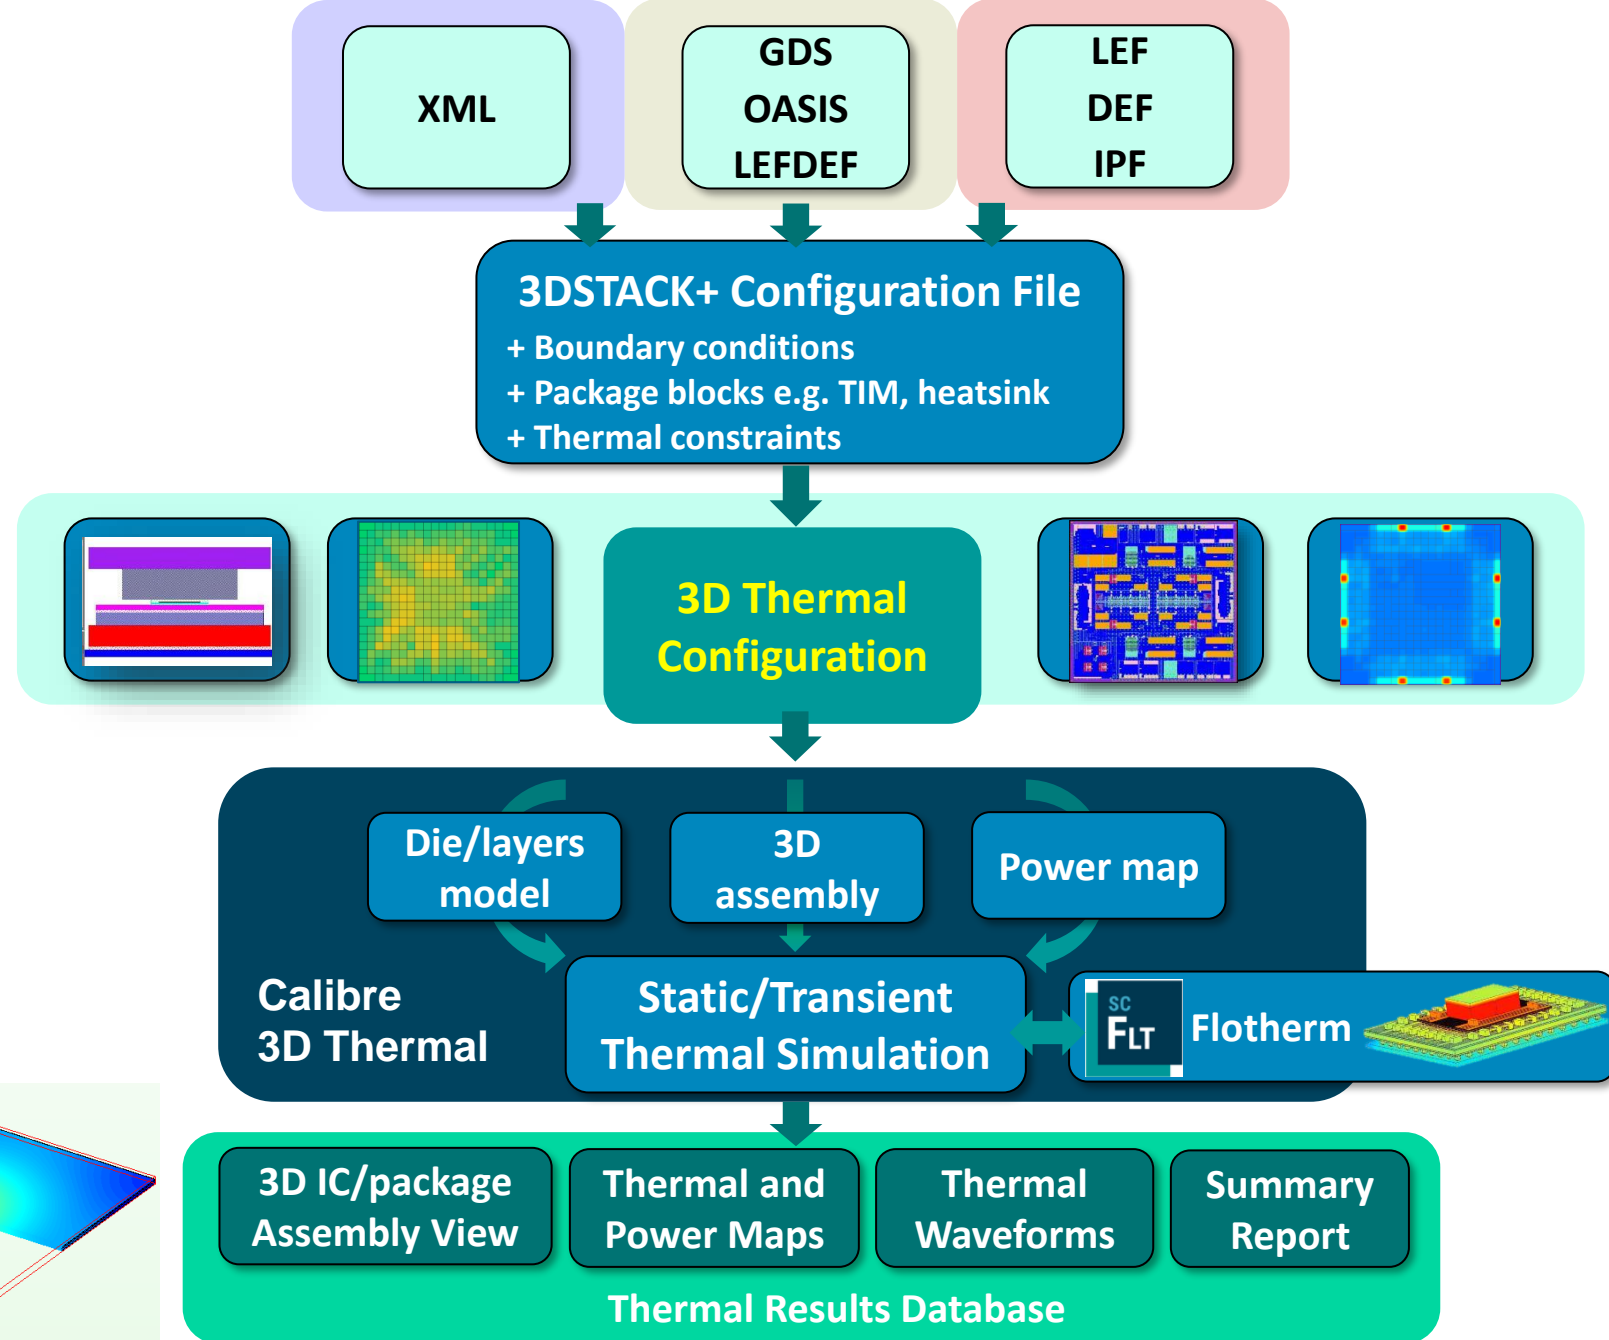 XML
GDS
OASIS
LEFDEF
LEF
DEF
IPF
3DSTACK+ Configuration File
+ Boundary conditions
+ Package blocks e.g. TIM, heatsink
+ Thermal constraints
3D Thermal
Configuration
Die/layers
model
3D
assembly
Power map
Calibre
3D Thermal
Static/Transient
Thermal Simulation
SC
FLT
Flotherm
3D IC/package
Assembly View
Thermal and
Power Maps
Thermal
Waveforms
Summary
Report
Thermal Results Database